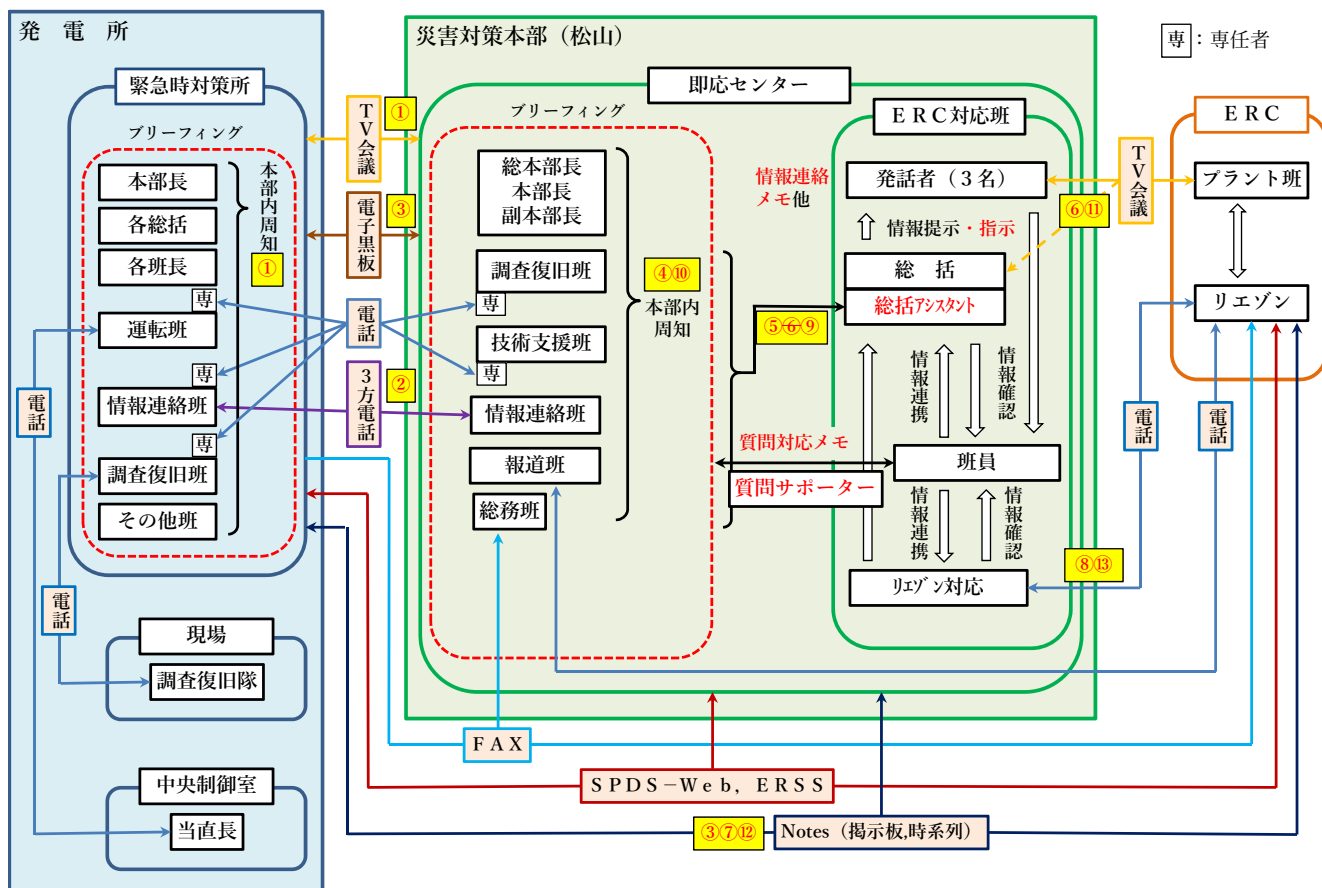 発電所
緊急時対策所
ブリーフィング
本部長
各総括
各班長
専
運転班
専
情報連絡班
専
調査復旧班
その他班
本部内周知
①
電話
電話
現場
調査復旧隊
中央制御室
当直長
TV会議
①
電子黒板
③
電話
3方電話
②
災害対策本部(松山)
即応センター
ブリーフィング
総本部長
本部長
副本部長
調査復旧班
専
技術支援班
専
情報連絡班
報道班
総務班
④⑩
本部内
周知
⑤⑥⑨
情報連絡
メモ他
質問対応メモ
質問サポーター
ERC対応班
発話者(3名)
情報提示・指示
総 括
総括アシスタント
情報連携
情報確認
班員
情報連携
情報確認
リエゾン対応
⑥⑪
⑧⑬
専:専任者
TV会議
ERC
プラント班
リエゾン
電話
電話
FAX
SPDS-Web, ERSS
③⑦⑫
Notes(掲示板,時系列)